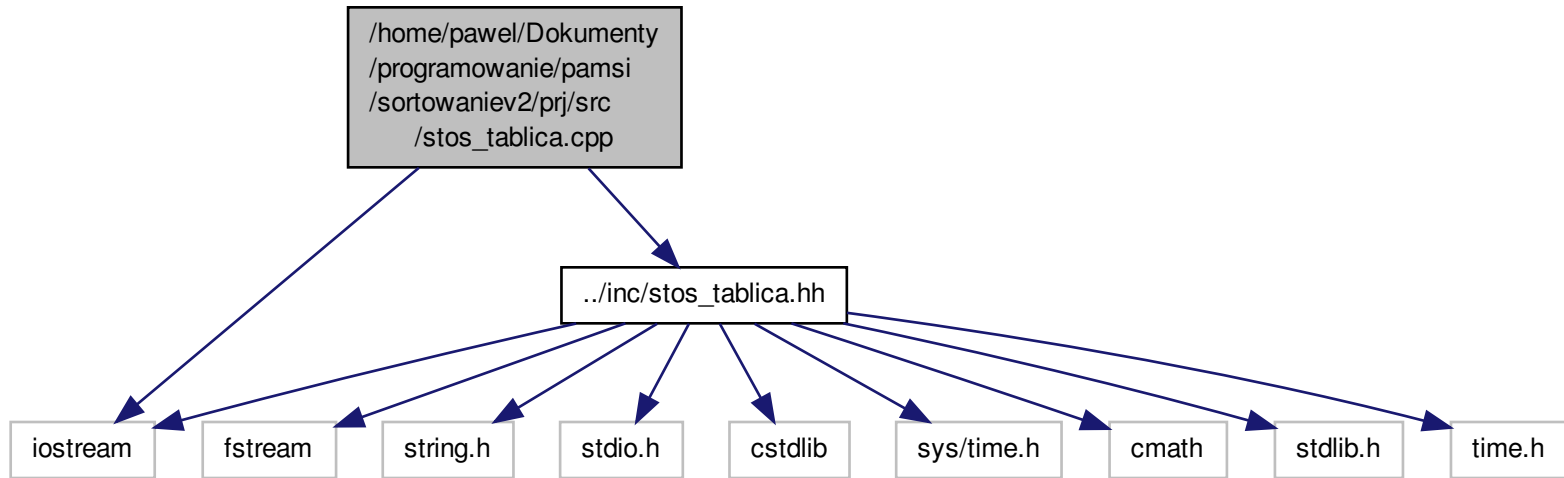 /home/pawel/Dokumenty
/programowanie/pamsi
/sortowaniev2/prj/src
/stos_tablica.cpp
../inc/stos_tablica.hh
iostream
fstream
string.h
stdio.h
cstdlib
sys/time.h
cmath
stdlib.h
time.h